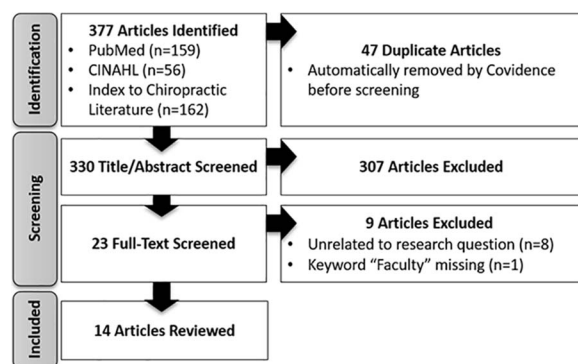 Identification
377 Articles Identified
• PubMed (n=159)
• CINAHL (n=56)
• Index to Chiropractic
Literature (n=162)
47 Duplicate Articles
• Automatically removed by Covidence
before screening
Screening
330 Title/Abstract Screened
307 Articles Excluded
23 Full-Text Screened
9 Articles Excluded
• Unrelated to research question (n=8)
• Keyword “Faculty” missing (n=1)
Included
14 Articles Reviewed